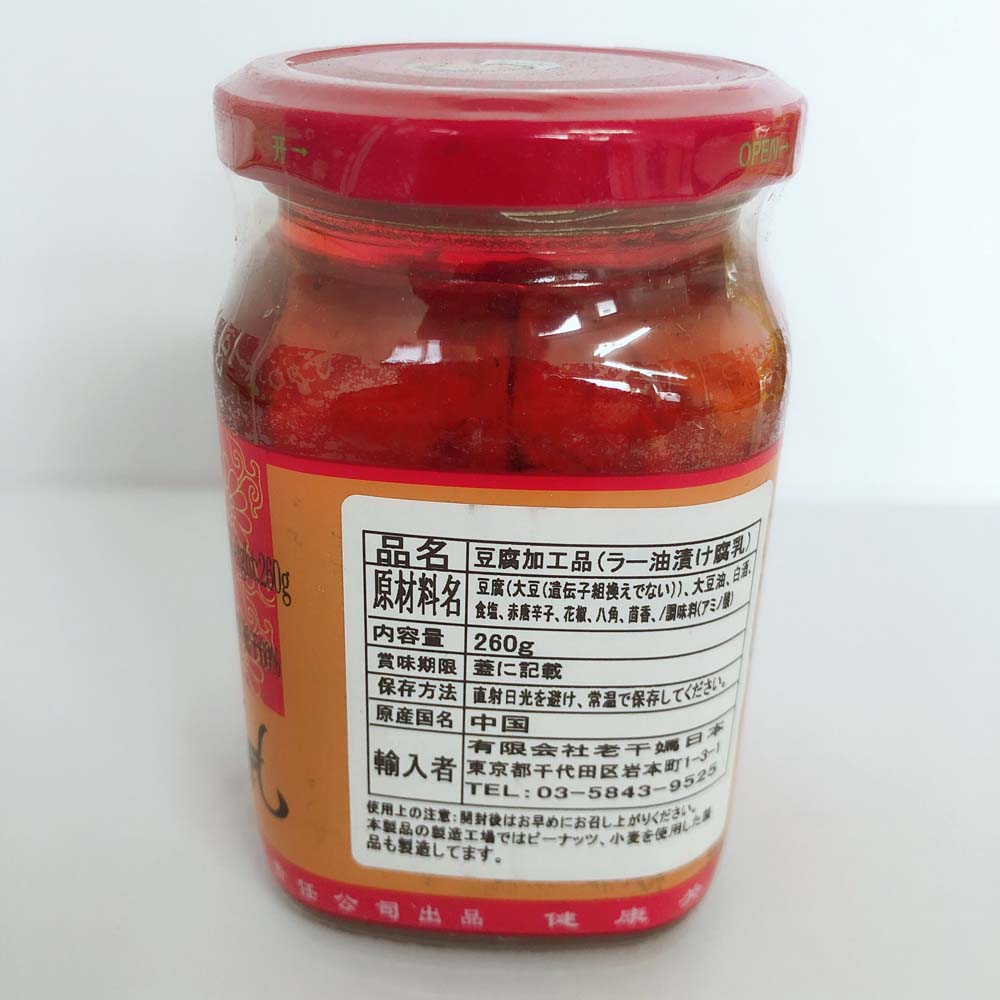 开→
OPEN→
260g
品名 豆腐加工品(ラー油漬け腐乳)
原材料名 豆腐(大豆(遺伝子組換えでない))、大豆油、白酒、
食塩、赤唐辛子、花椒、八角、茴香、/調味料(アミノ酸)
内容量 260g
賞味期限 蓋に記載
保存方法 直射日光を避け、常温で保存してください。
原産国名 中国
輸入者 有限会社老干媽日本
東京都千代田区岩本町1-3-1
TEL:03-5843-9525
使用上の注意:開封後はお早めにお召し上がりください。
本製品の製造工場ではピーナッツ、小麦を使用した製
品も製造してます。
任公司出品 健康